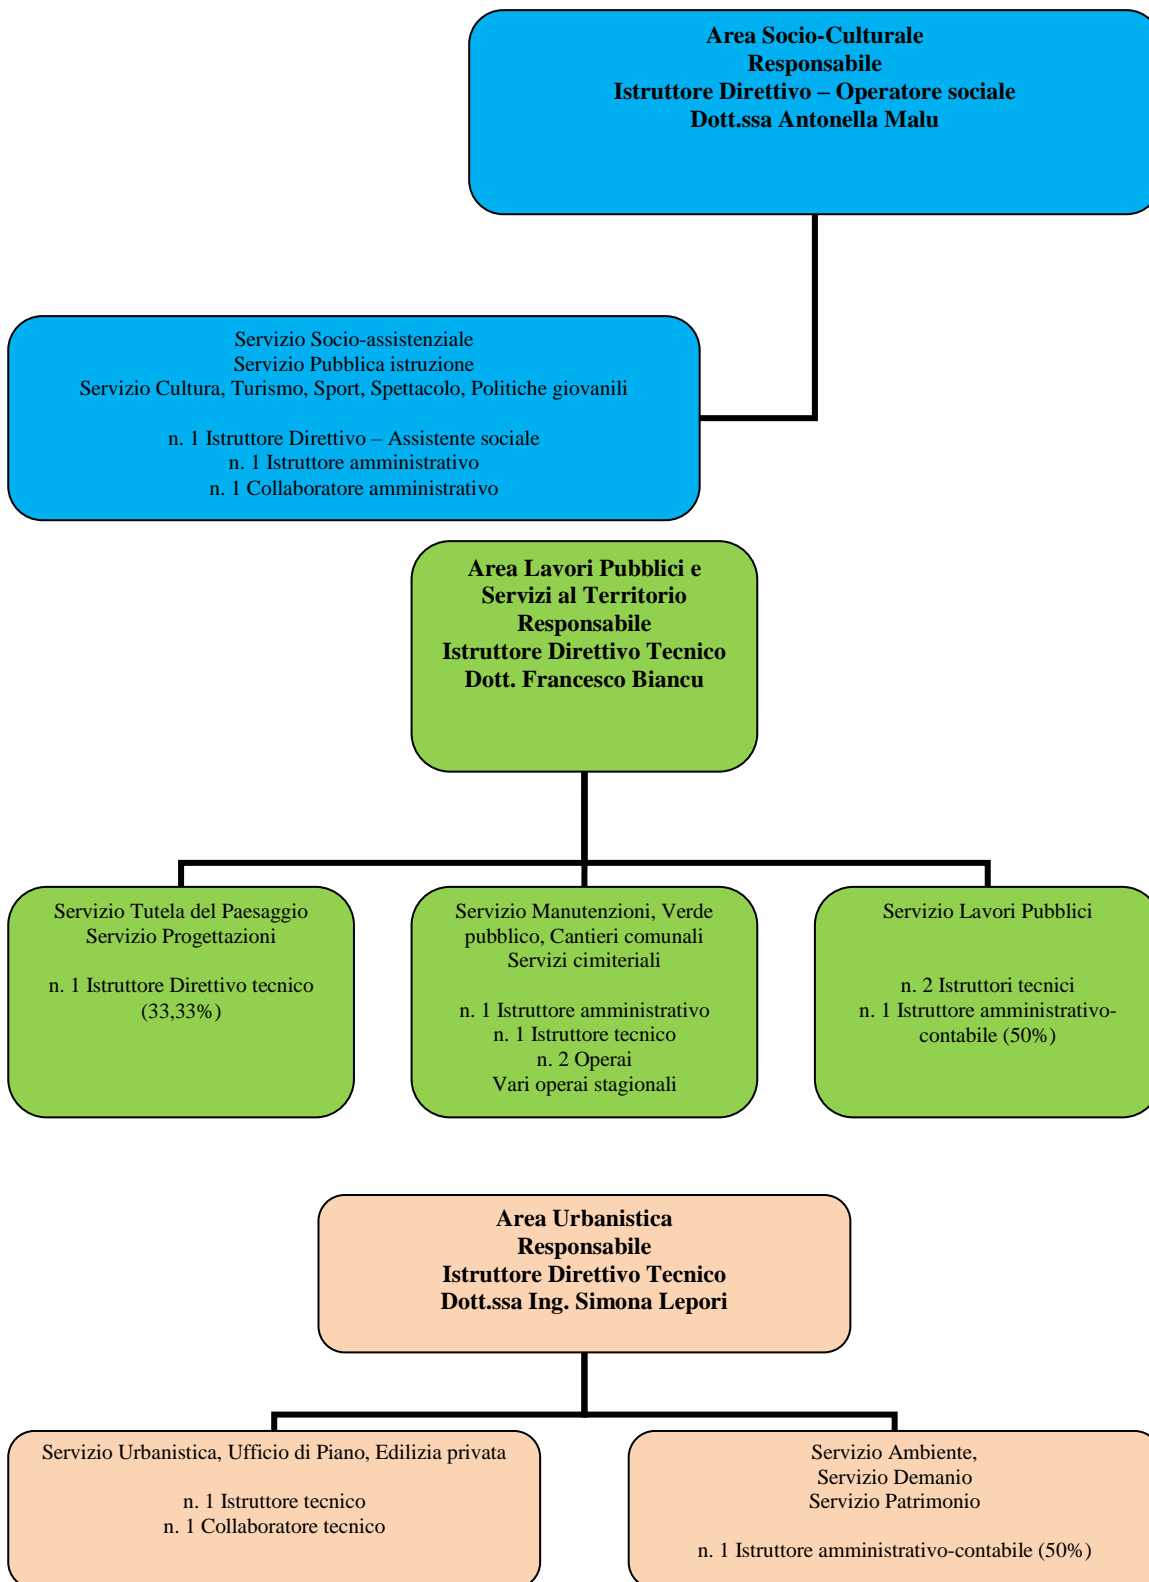 Area Socio-Culturale
Responsabile
Istruttore Direttivo – Operatore sociale
Dott.ssa Antonella Malu
Servizio Socio-assistenziale
Servizio Pubblica istruzione
Servizio Cultura, Turismo, Sport, Spettacolo, Politiche giovanili
n. 1 Istruttore Direttivo – Assistente sociale
n. 1 Istruttore amministrativo
n. 1 Collaboratore amministrativo
Area Lavori Pubblici e
Servizi al Territorio
Responsabile
Istruttore Direttivo Tecnico
Dott. Francesco Biancu
Servizio Tutela del Paesaggio
Servizio Progettazioni
n. 1 Istruttore Direttivo tecnico
(33,33%)
Servizio Manutenzioni, Verde
pubblico, Cantieri comunali
Servizi cimiteriali
n. 1 Istruttore amministrativo
n. 1 Istruttore tecnico
n. 2 Operai
Vari operai stagionali
Servizio Lavori Pubblici
n. 2 Istruttori tecnici
n. 1 Istruttore amministrativo-
contabile (50%)
Area Urbanistica
Responsabile
Istruttore Direttivo Tecnico
Dott.ssa Ing. Simona Lepori
Servizio Urbanistica, Ufficio di Piano, Edilizia privata
n. 1 Istruttore tecnico
n. 1 Collaboratore tecnico
Servizio Ambiente,
Servizio Demanio
Servizio Patrimonio
n. 1 Istruttore amministrativo-contabile (50%)